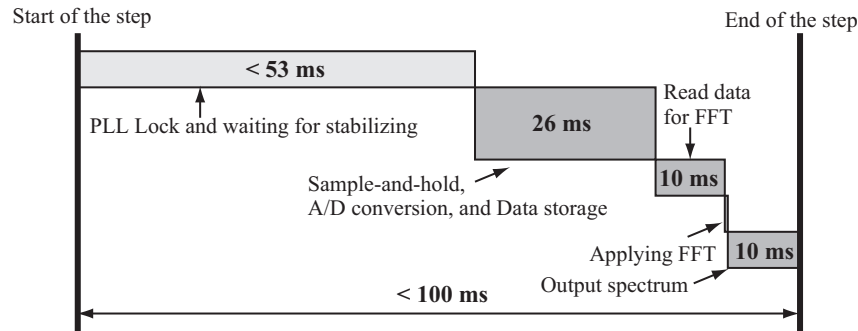 Start of the step
End of the step
< 53 ms
PLL Lock and waiting for stabilizing
26 ms
Read data
for FFT
Sample-and-hold,
A/D conversion, and Data storage
10 ms
Applying FFT
10 ms
Output spectrum
< 100 ms